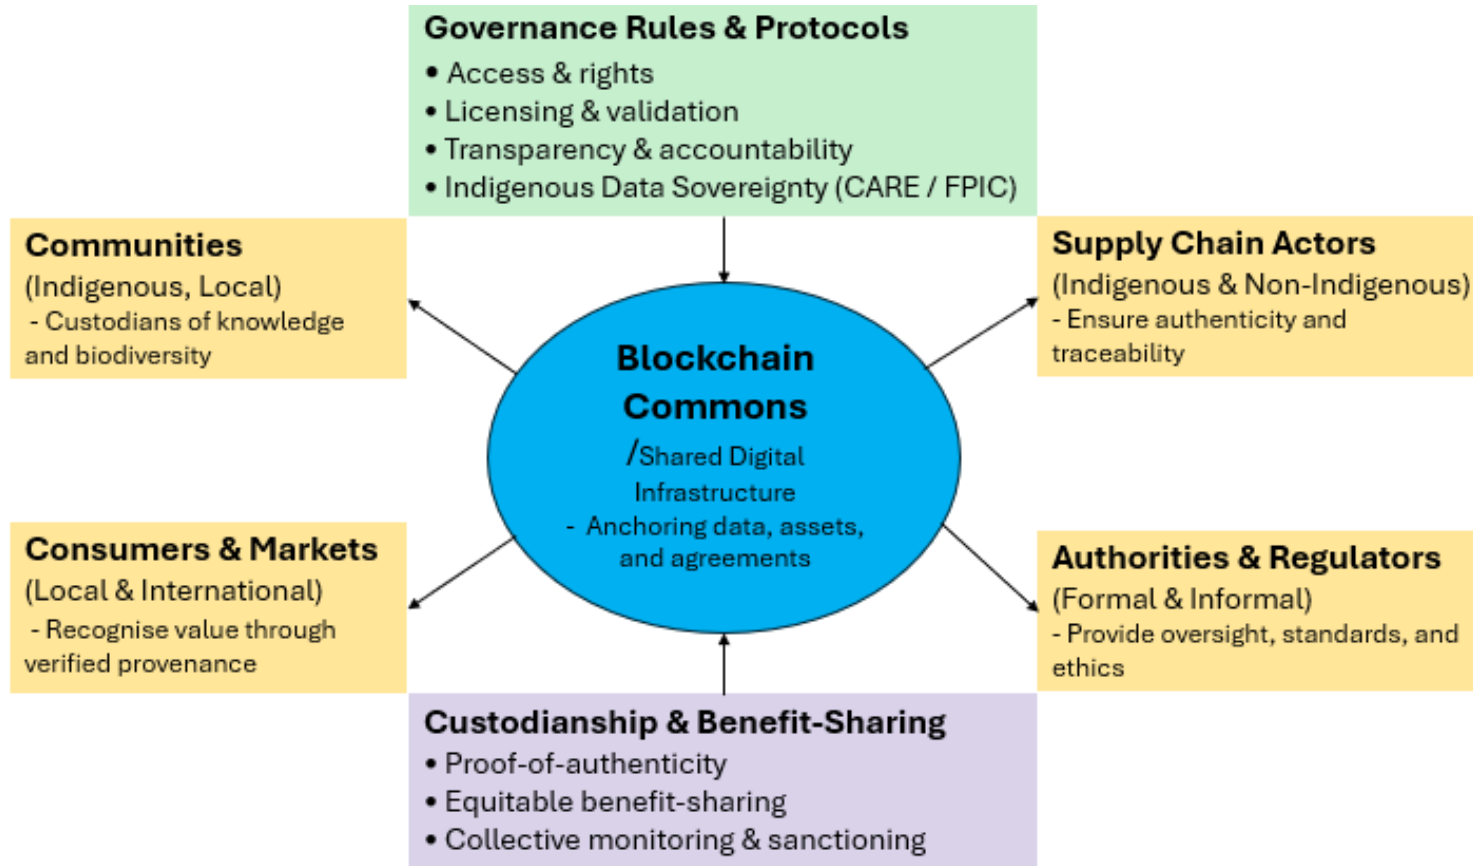 Governance Rules & Protocols
• Access & rights
• Licensing & validation
• Transparency & accountability
• Indigenous Data Sovereignty (CARE / FPIC)
Communities
(Indigenous, Local)
- Custodians of knowledge
and biodiversity
Supply Chain Actors
(Indigenous & Non-Indigenous)
- Ensure authenticity and
traceability
Blockchain
Commons
/Shared Digital
Infrastructure
- Anchoring data, assets,
and agreements
Consumers & Markets
(Local & International)
- Recognise value through
verified provenance
Authorities & Regulators
(Formal & Informal)
- Provide oversight, standards, and
ethics
Custodianship & Benefit-Sharing
• Proof-of-authenticity
• Equitable benefit-sharing
• Collective monitoring & sanctioning